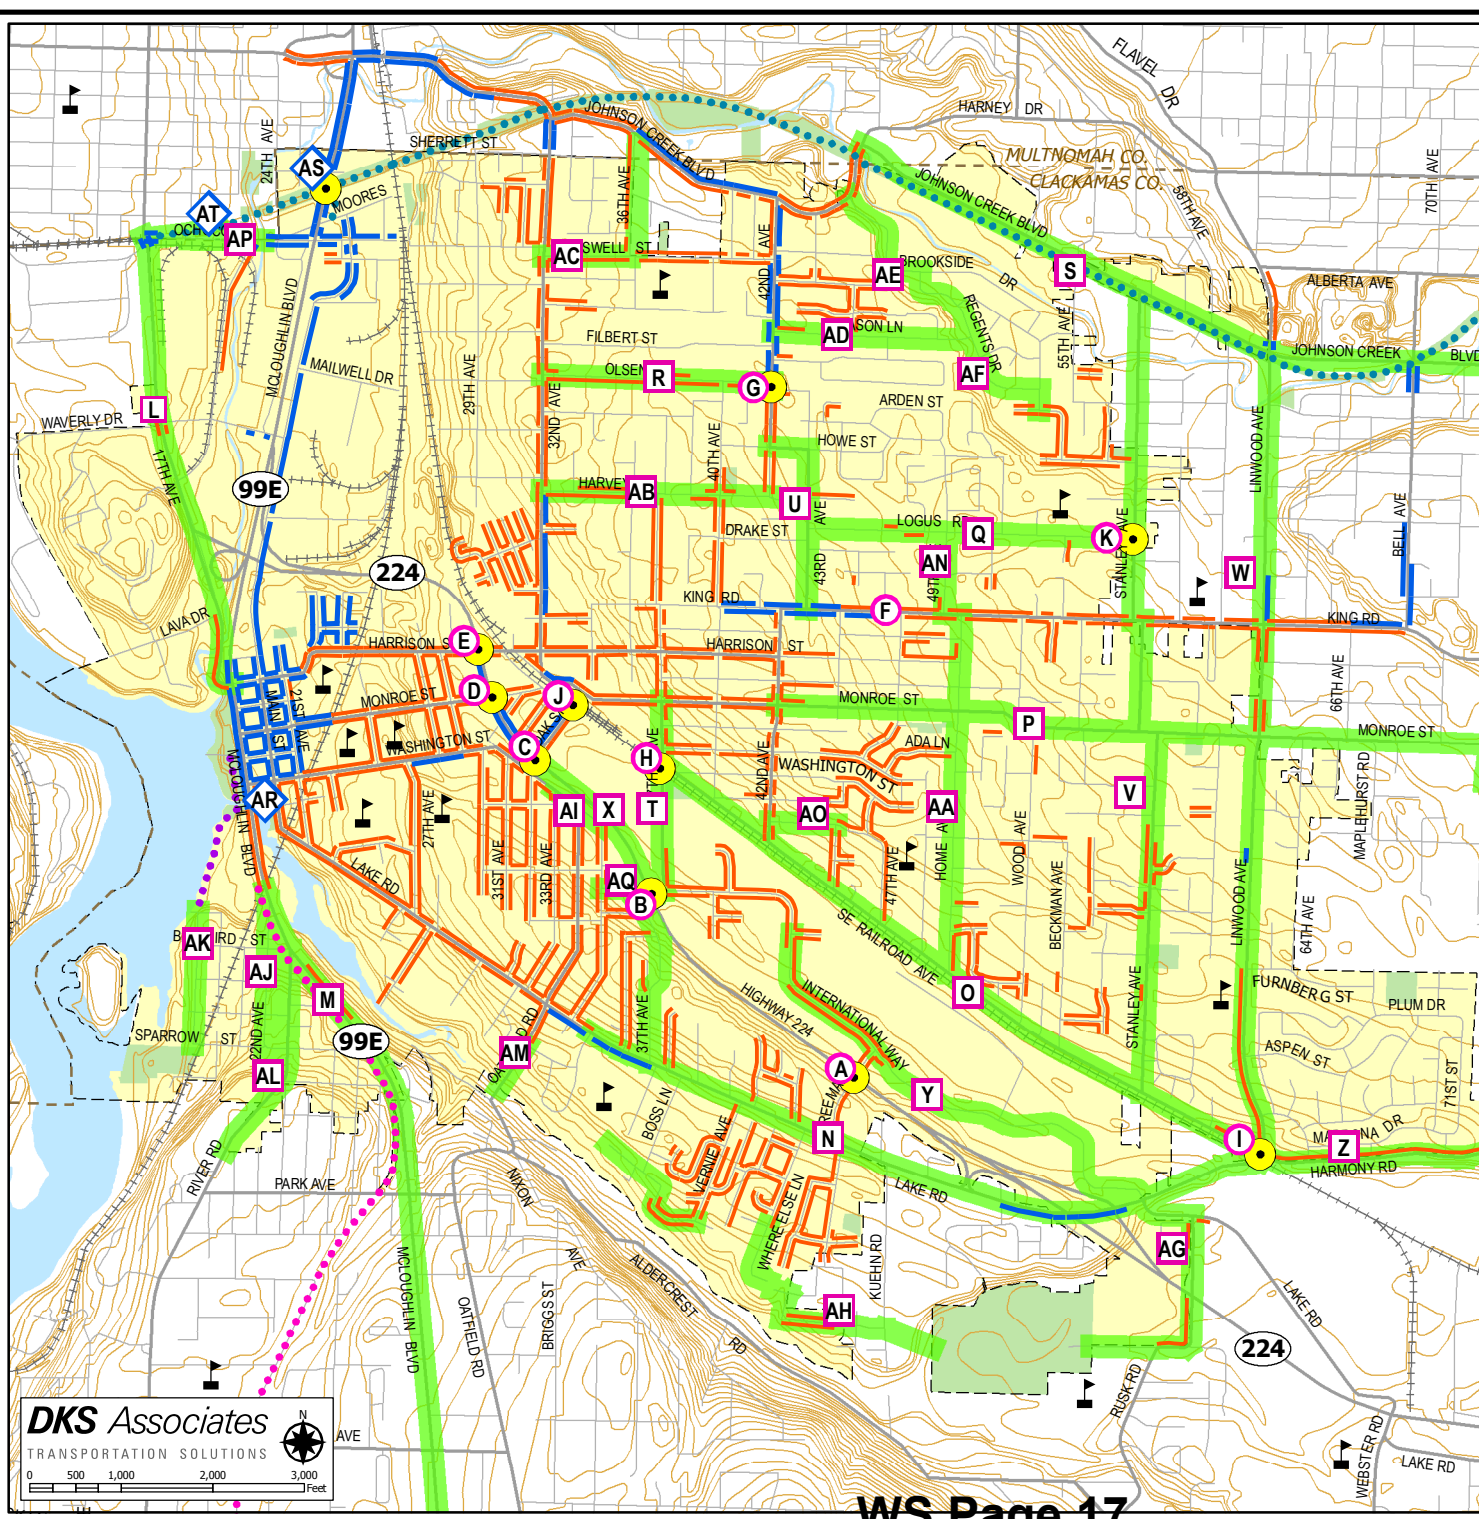 FLAVEL DR
HARNEY DR
JOHNSON CREEK BLVD
SHERRETT ST
24TH AVE
MULTNOMAH CO.
CLACKAMAS CO.
70TH AVE
AS
36TH AVE
JOHNSON CREEK BLVD
58TH AVE
MOORES
AT
AP
AC
SWELL ST
42ND AVE
AE
BROOKSIDE DR
S
ALBERTA AVE
MCLOUGHLIN BLVD
REGENTS DR
55TH AVE
AD
SON LN
FILBERT ST
JOHNSON CREEK BLVD
MAILWELL DR
29TH AVE
OLSEN
R
G
AF
L
WAVERLY DR
32ND AVE
ARDEN ST
40TH AVE
HOWE ST
LINWOOD AVE
17TH AVE
99E
HARVEY
AB
U
43RD AVE
DRAKE ST
LOGUS R
Q
K
STANLEY AVE
BELL AVE
224
AN
49TH
W
KING RD
F
KING RD
LAVA DR
HARRISON S
E
HARRISON ST
MONROE ST
D
J
MONROE ST
66TH AVE
MAIN ST
21ST AVE
P
MONROE ST
WASHINGTON ST
C
OAK S
H
ADA LN
WASHINGTON ST
42ND AVE
MCLOUGHLIN BLVD
AR
27TH AVE
AI
X
T
AO
AA
V
MAPLEHURST RD
HOME A
WOOD AVE
LAKE RD
31ST AVE
33RD AVE
AQ
B
47TH AVE
BECKMAN AVE
LINWOOD AVE
64TH AVE
SE RAILROAD AVE
AK
IRD ST
AJ
M
O
FURNBERG ST
PLUM DR
INTERNATIONAL WAY
HIGHWAY 224
STANLEY AVE
SPARROW ST
22ND AVE
99E
37TH AVE
AM
D RD
ASPEN ST
AL
A
71ST ST
Y
BOSS LN
FREEMA
N
I
Z
HARMONY RD
RIVER RD
VERNIE AVE
PARK AVE
NIXON AVE
LAKE RD
WHERE ELSE LN
KUEHN RD
AG
MCLOUGHLIN BLVD
OATFIELD RD
BRIGGS ST
ALDERCREST RD
AH
LAKE RD
224
RUSK RD
DKS Associates
TRANSPORTATION SOLUTIONS
N
0 500 1,000 2,000 3,000
Feet
AVE
WEBSTER RD
LAKE RD
WS Page 17